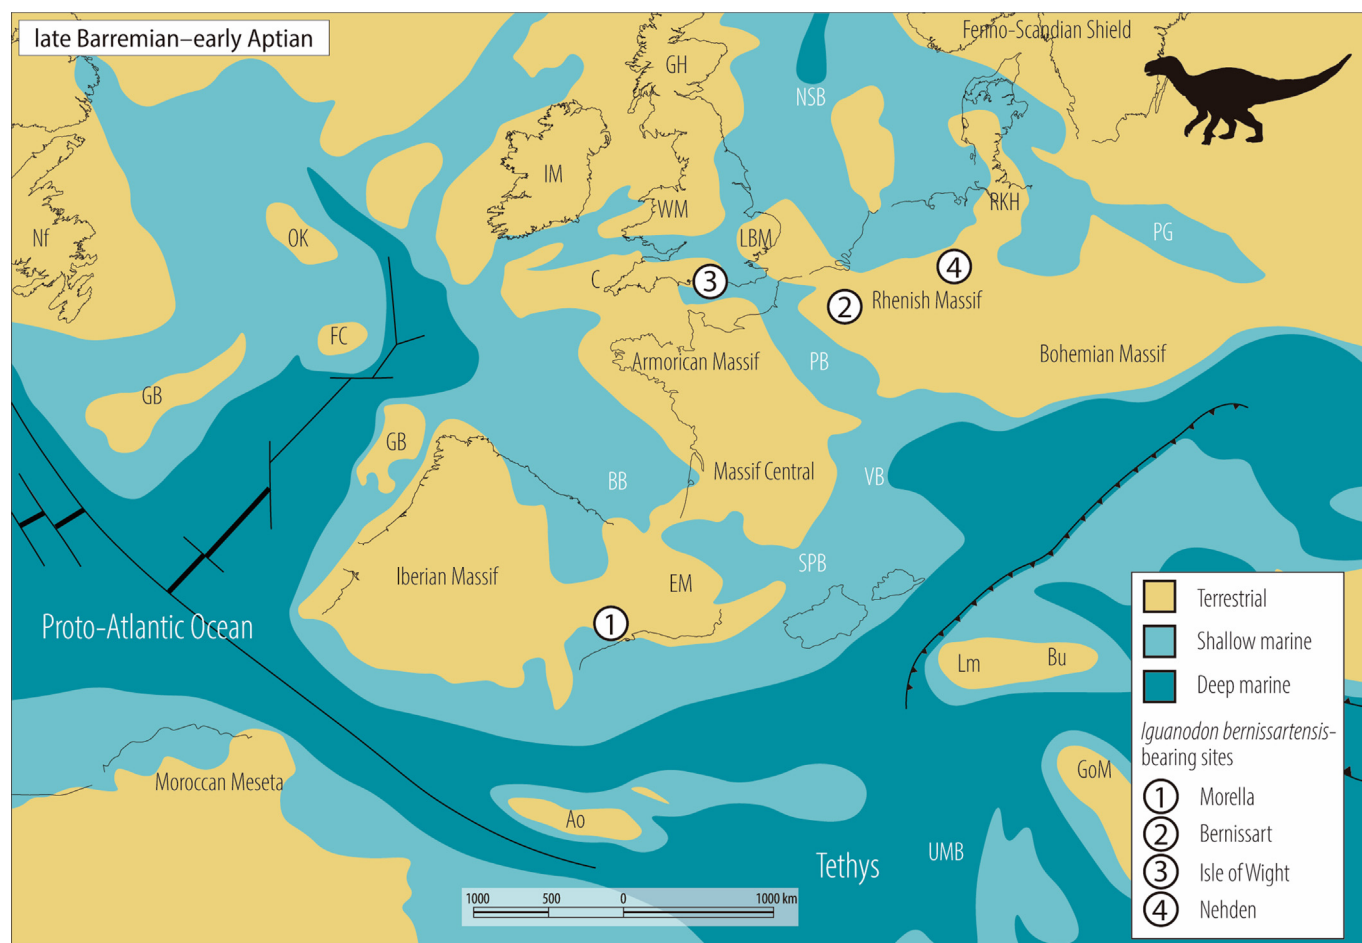 late Barremian–early Aptian
Fenno-Scandian Shield
GH
NSB
IM
WM
RKH
Nf
OK
LBM
PG
C
3
4
2
Rhenish Massif
FC
Armorican Massif
PB
Bohemian Massif
GB
GB
BB
Massif Central
VB
Iberian Massif
EM
SPB
1
Proto-Atlantic Ocean
Lm
Bu
Moroccan Meseta
GoM
Ao
Tethys
UMB
1000 500 0 1000 km
Terrestrial
Shallow marine
Deep marine
Iguanodon bernissartensis-
bearing sites
1 Morella
2 Bernissart
3 Isle of Wight
4 Nehden